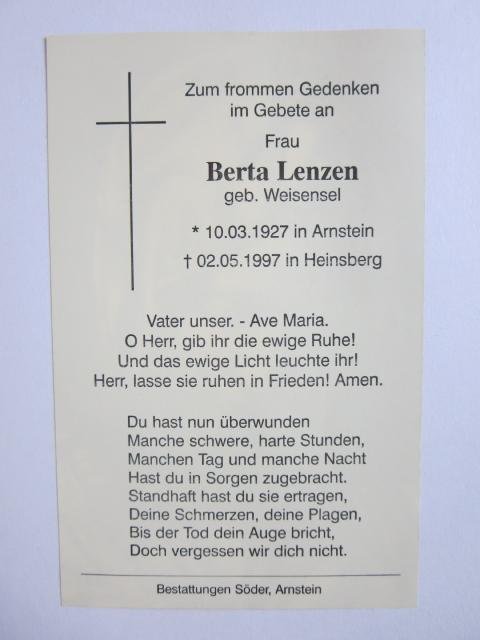 Zum frommen Gedenken
im Gebete an
Frau
Berta Lenzen
geb. Weisensel
* 10.03.1927 in Arnstein
† 02.05.1997 in Heinsberg
Vater unser. - Ave Maria.
O Herr, gib ihr die ewige Ruhe!
Und das ewige Licht leuchte ihr!
Herr, lasse sie ruhen in Frieden! Amen.
Du hast nun überwunden
Manche schwere, harte Stunden,
Manchen Tag und manche Nacht
Hast du in Sorgen zugebracht.
Standhaft hast du sie ertragen,
Deine Schmerzen, deine Plagen,
Bis der Tod dein Auge bricht,
Doch vergessen wir dich nicht.
Bestattungen Söder, Arnstein